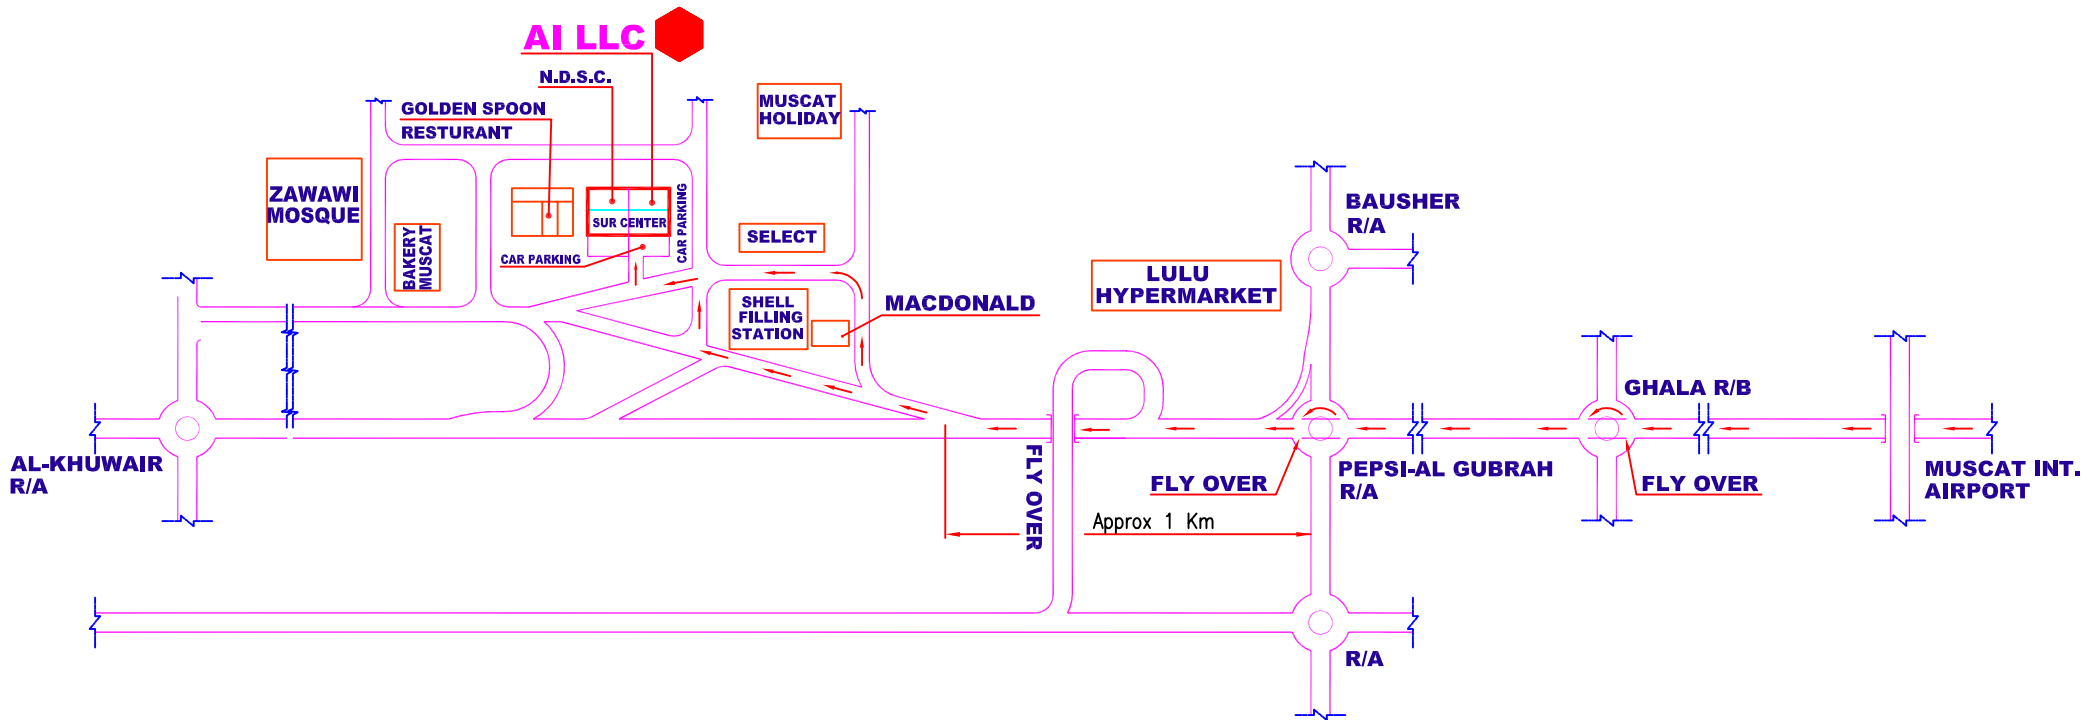 AI LLC
N.D.S.C.
GOLDEN SPOON
RESTURANT
MUSCAT
HOLIDAY
ZAWAWI
MOSQUE
BAKERY
MUSCAT
SUR CENTER
CAR PARKING
CAR PARKING
SELECT
SHELL
FILLING
STATION
MACDONALD
LULU
HYPERMARKET
BAUSHER
R/A
GHALA R/B
AL-KHUWAIR
R/A
FLY OVER
FLY OVER
PEPSI-AL GUBRAH
R/A
FLY OVER
MUSCAT INT.
AIRPORT
Approx 1 Km
R/A